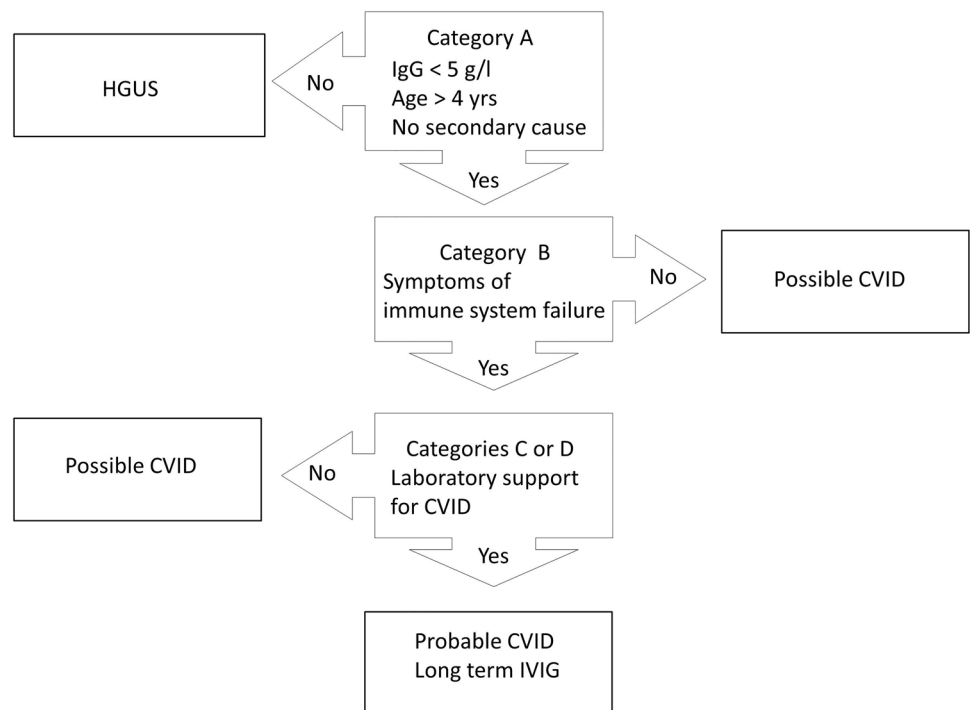 Category A
IgG < 5 g/l
Age > 4 yrs
No secondary cause
No
HGUS
Yes
Category B
Symptoms of
immune system failure
No
Possible CVID
Yes
Categories C or D
Laboratory support
for CVID
No
Possible CVID
Yes
Probable CVID
Long term IVIG